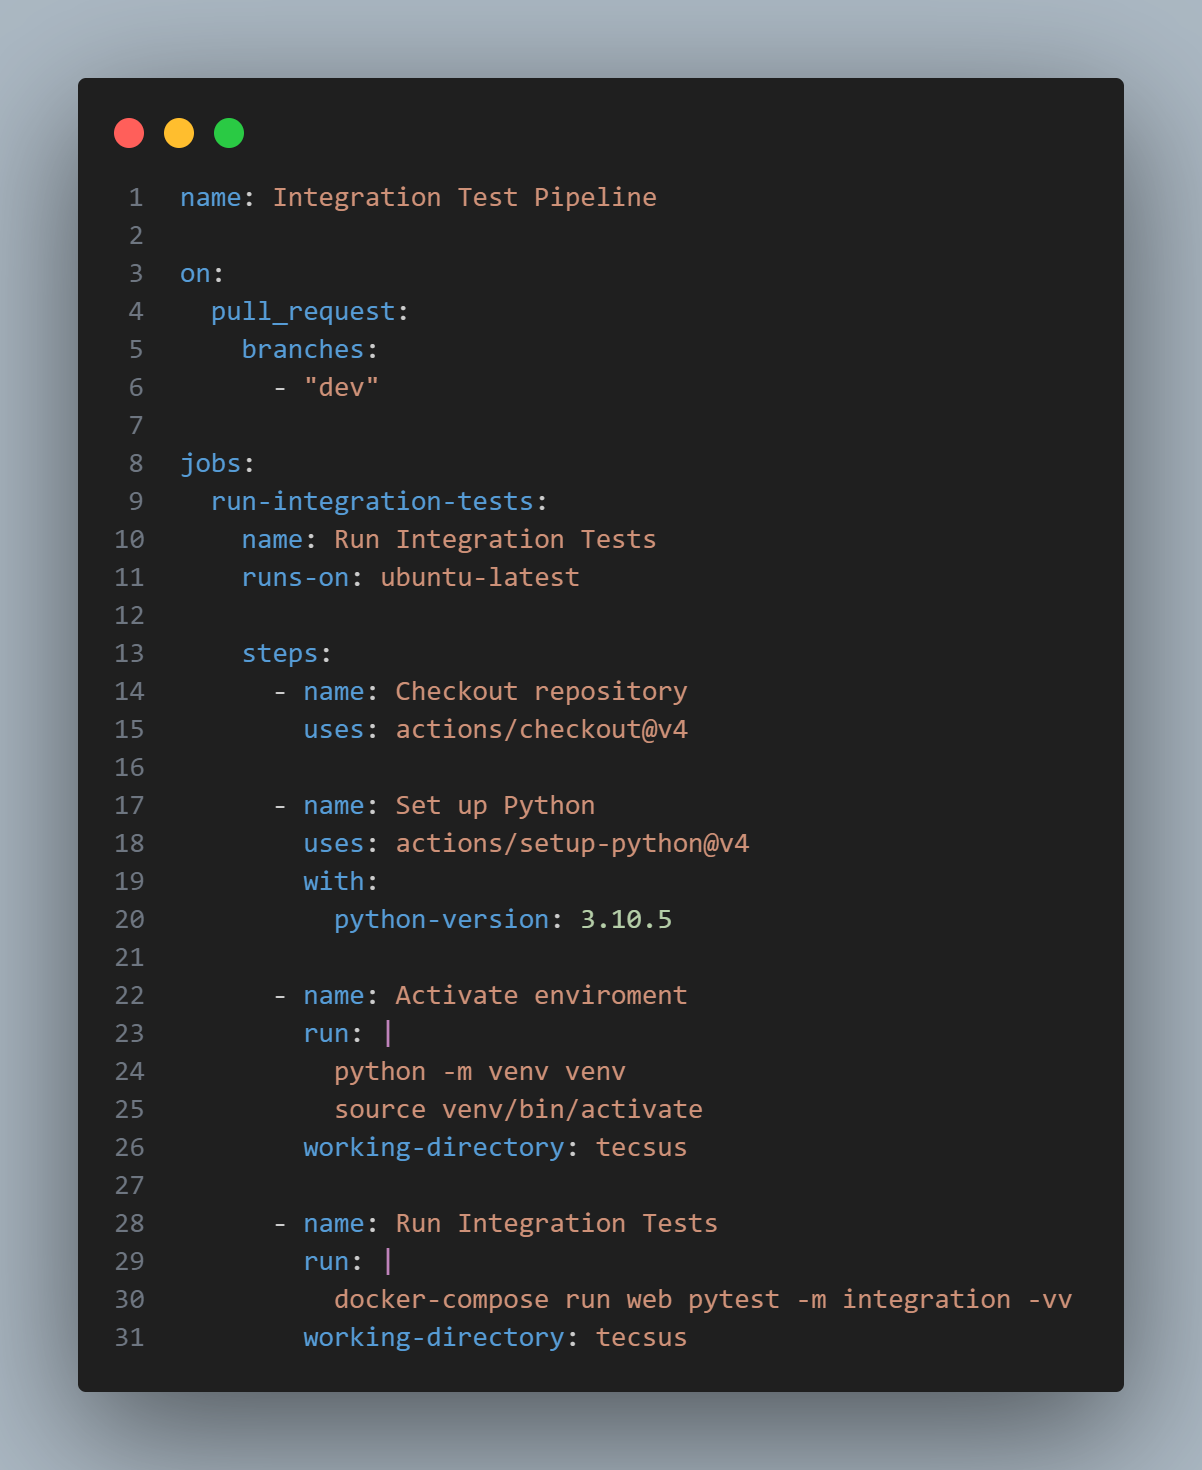 1 name: Integration Test Pipeline
2
3 on:
4   pull_request:
5     branches:
6       - "dev"
7
8 jobs:
9   run-integration-tests:
10     name: Run Integration Tests
11     runs-on: ubuntu-latest
12
13     steps:
14       - name: Checkout repository
15         uses: actions/checkout@v4
16
17       - name: Set up Python
18         uses: actions/setup-python@v4
19         with:
20           python-version: 3.10.5
21
22       - name: Activate enviroment
23         run: |
24           python -m venv venv
25           source venv/bin/activate
26         working-directory: tecsus
27
28       - name: Run Integration Tests
29         run: |
30           docker-compose run web pytest -m integration -vv
31         working-directory: tecsus